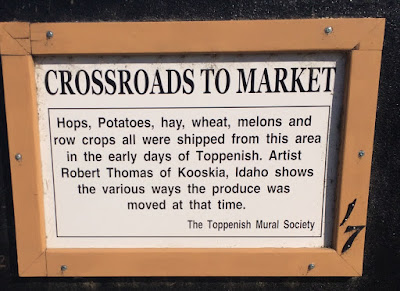 CROSSROADS TO MARKET
Hops, Potatoes, hay, wheat, melons and
row crops all were shipped from this area
in the early days of Toppenish. Artist
Robert Thomas of Kooskia, Idaho shows
the various ways the produce was
moved at that time.
The Toppenish Mural Society
17